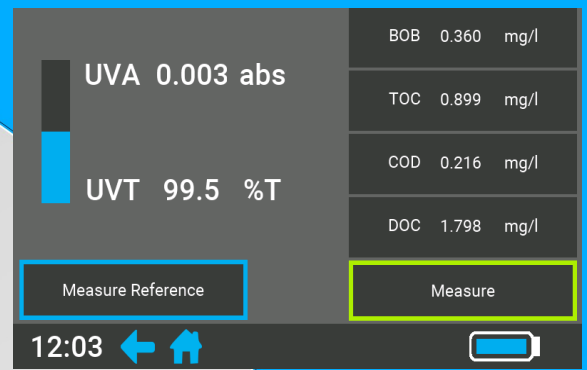 UVA 0.003 abs
UVT 99.5 %T
BOB 0.360 mg/l
TOC 0.899 mg/l
COD 0.216 mg/l
DOC 1.798 mg/l
Measure Reference
Measure
12:03